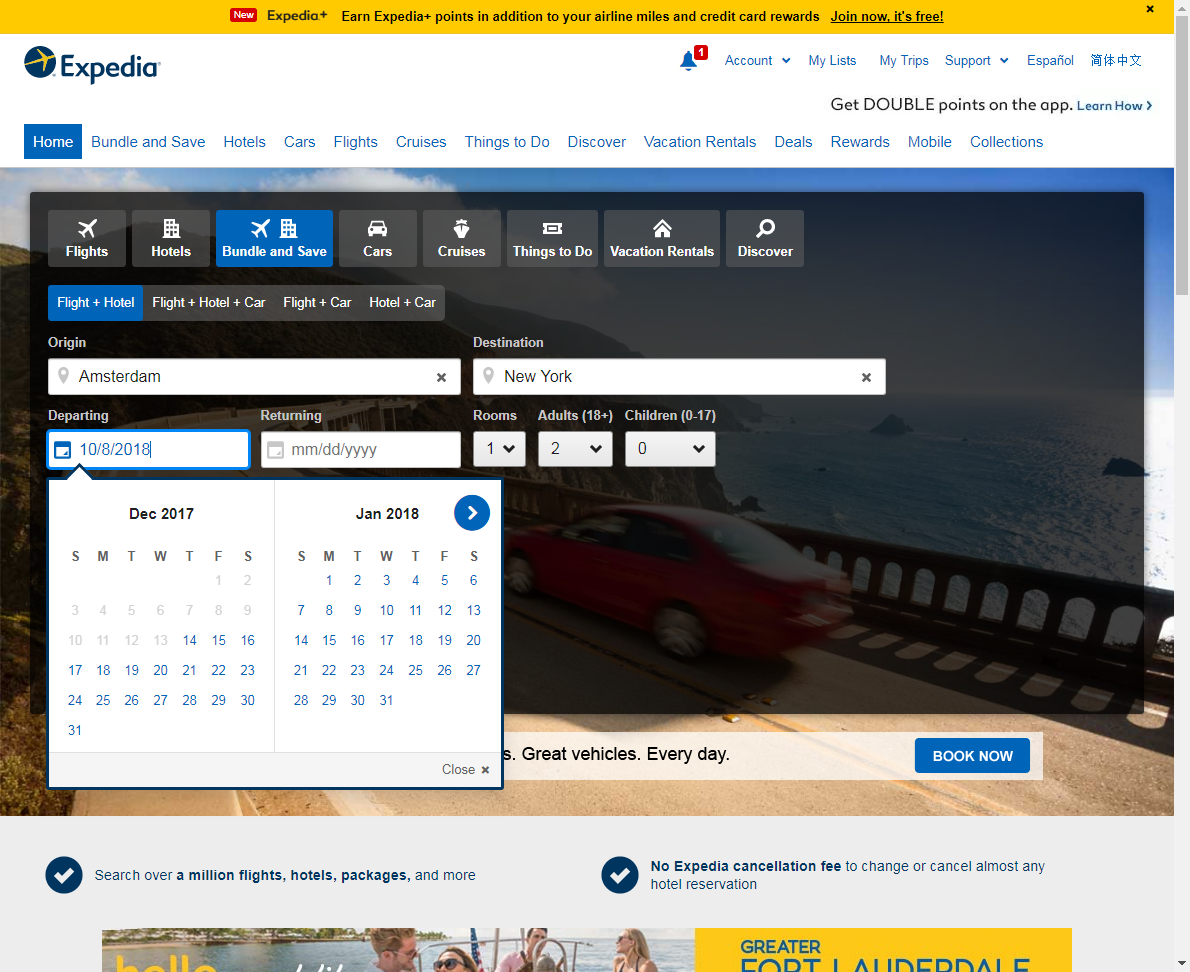 New Expedia+ Earn Expedia+ points in addition to your airline miles and credit card rewards Join now, it's free!
Expedia
1 Account My Lists My Trips Support Español 简体中文
Get DOUBLE points on the app. Learn How
Home Bundle and Save Hotels Cars Flights Cruises Things to Do Discover Vacation Rentals Deals Rewards Mobile Collections
Flights Hotels Bundle and Save Cars Cruises Things to Do Vacation Rentals Discover
Flight + Hotel Flight + Hotel + Car Flight + Car Hotel + Car
Origin Destination
Amsterdam New York
Departing Returning Rooms Adults (18+) Children (0-17)
10/8/2018 mm/dd/yyyy 1 2 0
Dec 2017 Jan 2018
S M T W T F S S M T W T F S
1 2 1 2 3 4 5 6
3 4 5 6 7 8 9 7 8 9 10 11 12 13
10 11 12 13 14 15 16 14 15 16 17 18 19 20
17 18 19 20 21 22 23 21 22 23 24 25 26 27
24 25 26 27 28 29 30 28 29 30 31
31
s. Great vehicles. Every day. BOOK NOW
Close
Search over a million flights, hotels, packages, and more
No Expedia cancellation fee to change or cancel almost any
hotel reservation
GREATER
hello
FORT LAUDERDALE